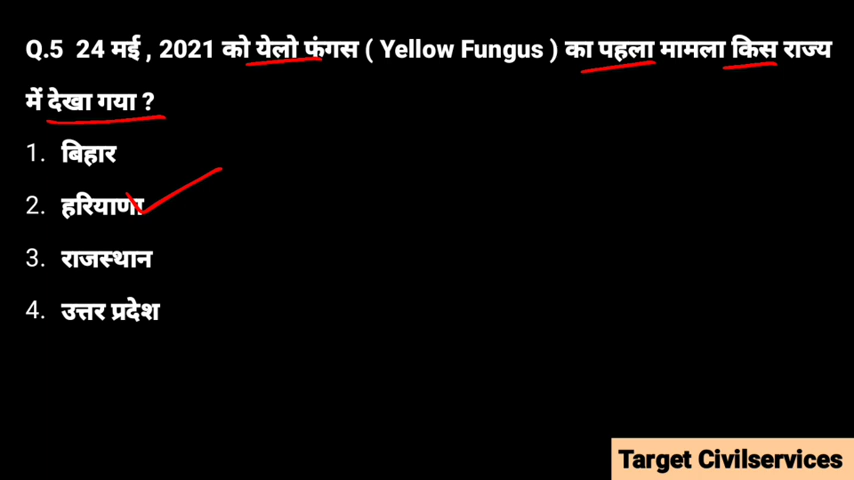 Q.5 24 मई , 2021 को येलो फंगस ( Yellow Fungus ) का पहला मामला किस राज्य
में देखा गया ?
1. बिहार
2. हरियाणा
3. राजस्थान
4. उत्तर प्रदेश
Target Civilservices